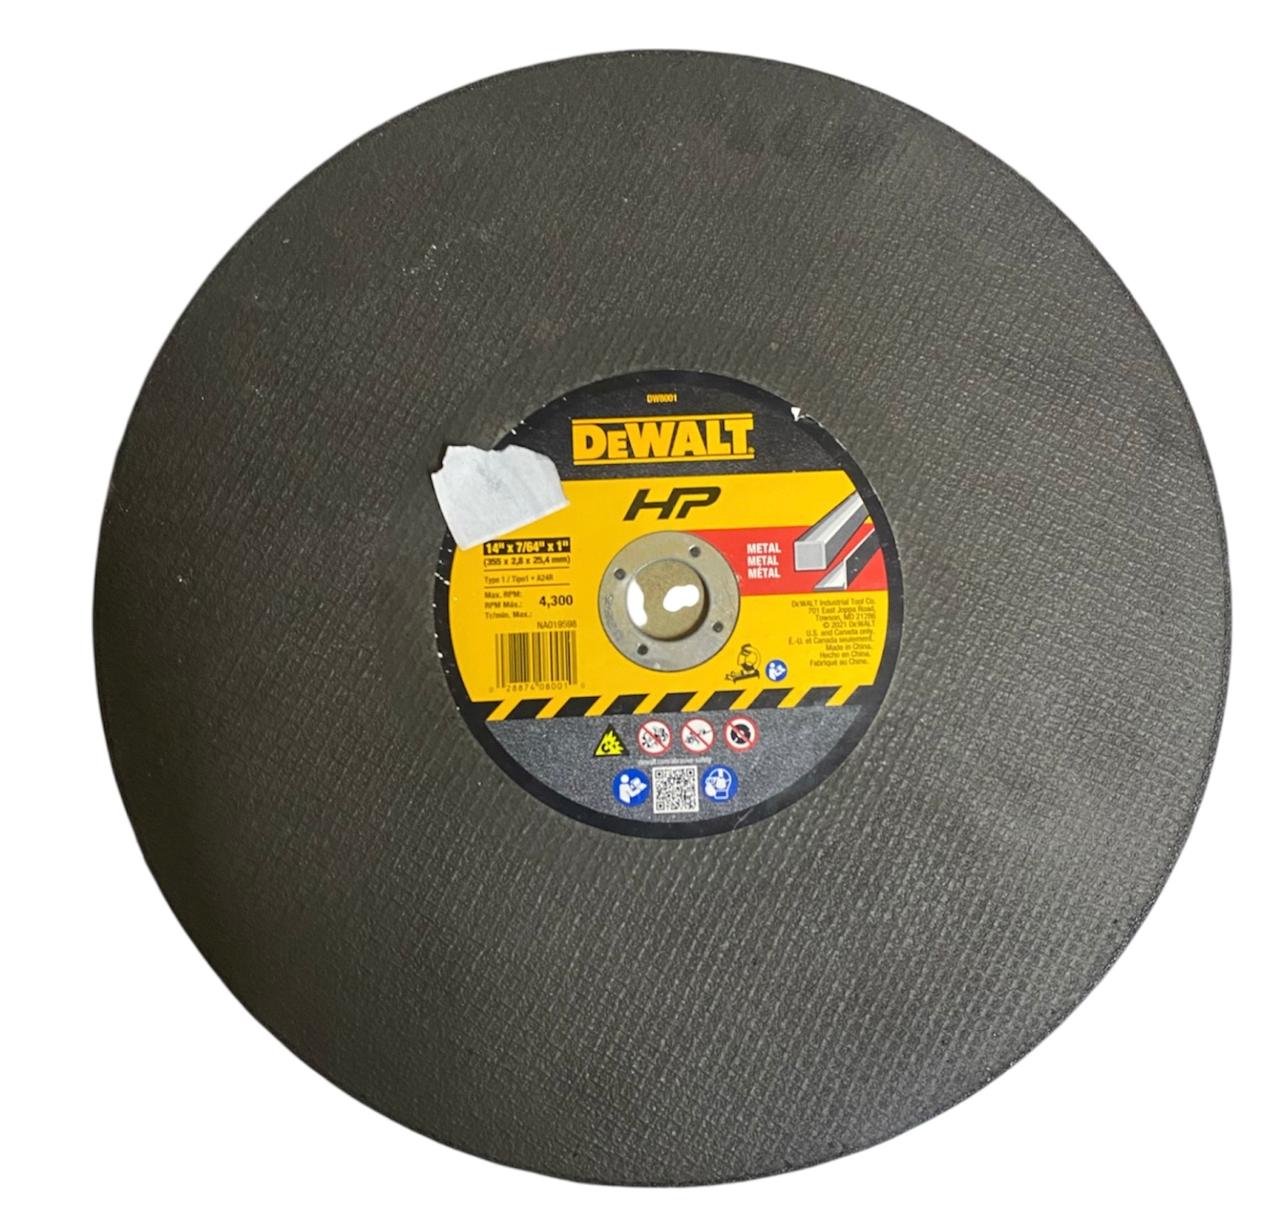 DW8001
DEWALT
HP
14" x 7/64" x 1"
(355 x 2,8 x 25,4 mm)
Type 1 / Tipo1 • A24R
Max. RPM:
RPM Máx.: 4,300
Tr/min. Max.:
NA019598
0 28874 08001 0
METAL
METAL
MÉTAL
DEWALT Industrial Tool Co.
701 East Joppa Road,
Towson, MD 21286
© 2021 DEWALT
U.S. and Canada only.
E.-U. et Canada seulement.
Made in China.
Hecho en China.
Fabriqué au Chine.
dewalt.com/abrasive-safety